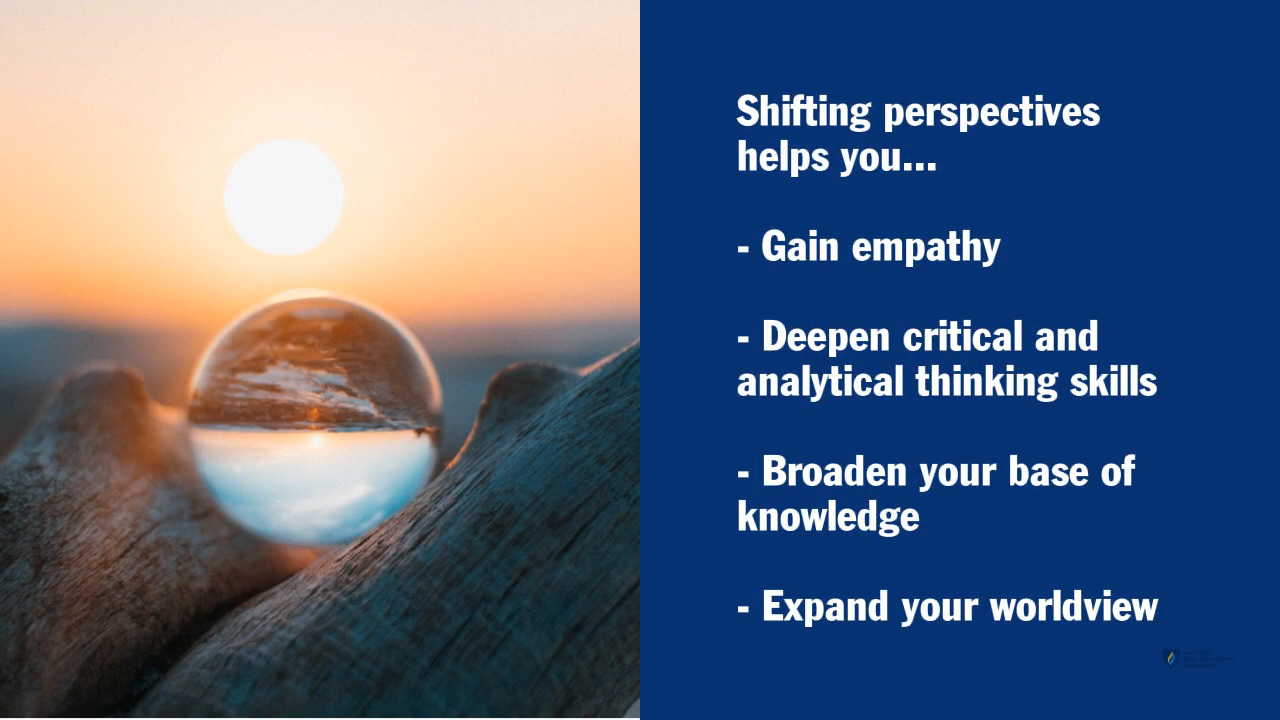 Shifting perspectives
helps you...
- Gain empathy
- Deepen critical and
analytical thinking skills
- Broaden your base of
knowledge
- Expand your worldview